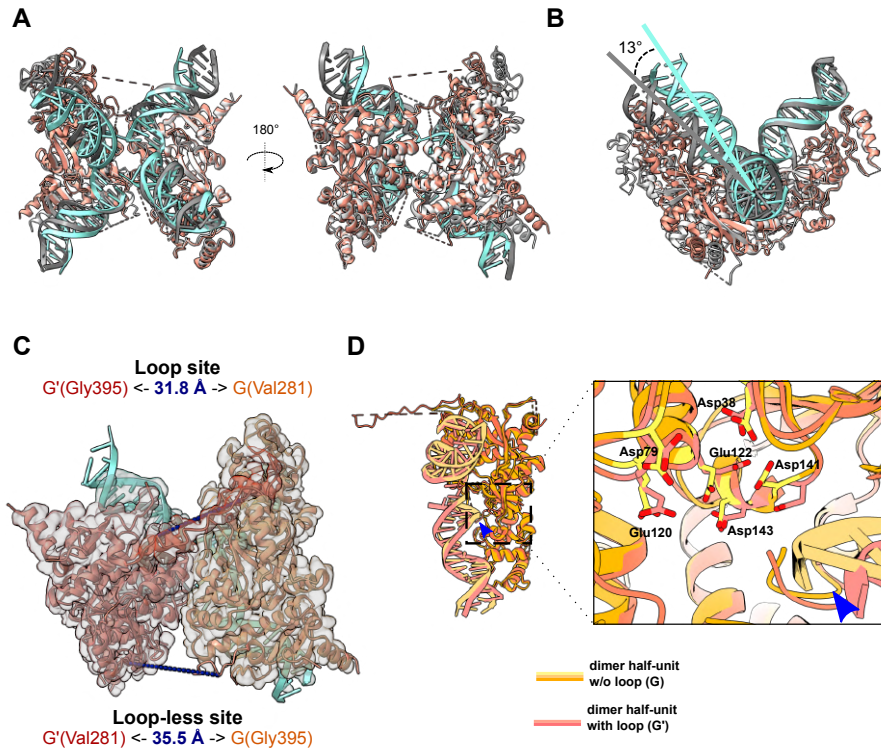 A
B
180°
13°
C
D
Loop site
G'(Gly395) <- 31.8 Å -> G(Val281)
Asp38
Asp79
Glu122
Asp141
Glu120
Asp143
Loop-less site
G'(Val281) <- 35.5 Å -> G(Gly395)
dimer half-unit
w/o loop (G)
dimer half-unit
with loop (G')